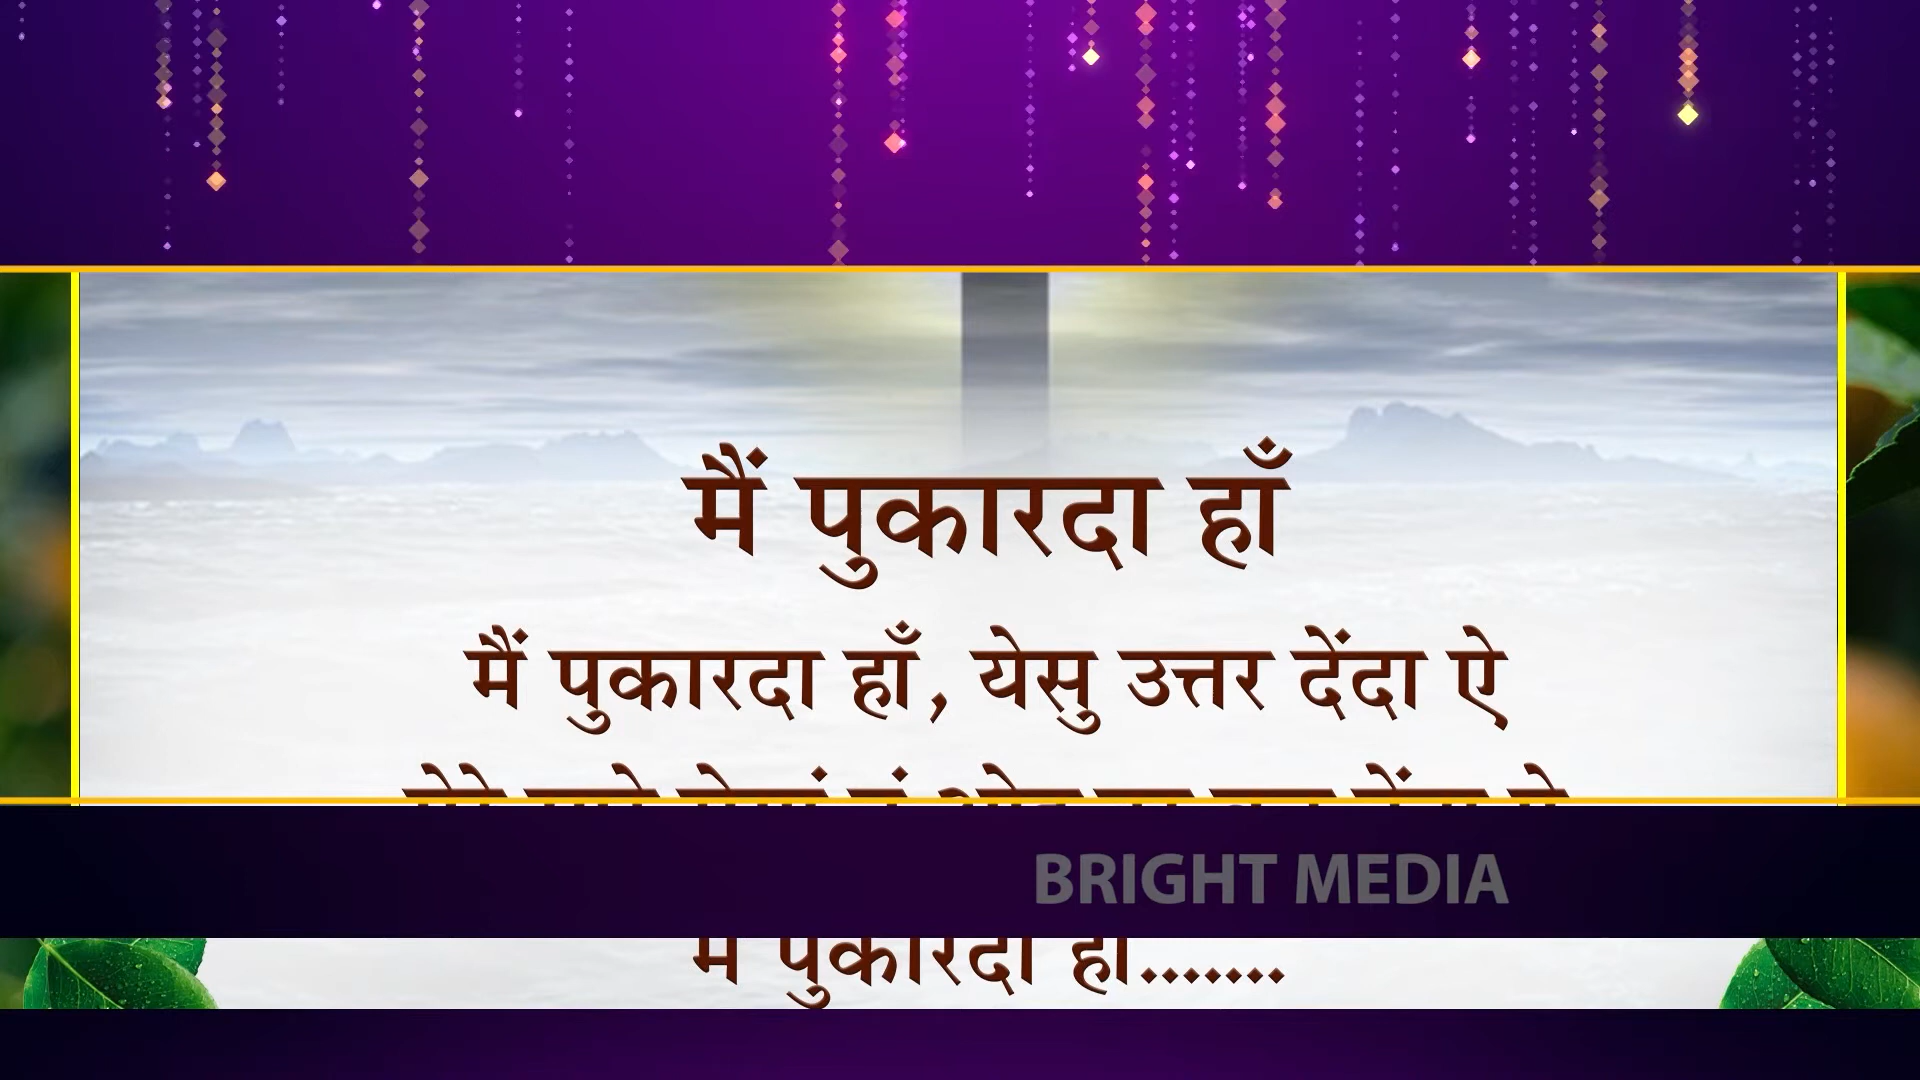 मैं पुकारदा हाँ
मैं पुकारदा हाँ, येसु उत्तर देंदा ऐ
BRIGHT MEDIA
मैं पुकारदा हाँ.......